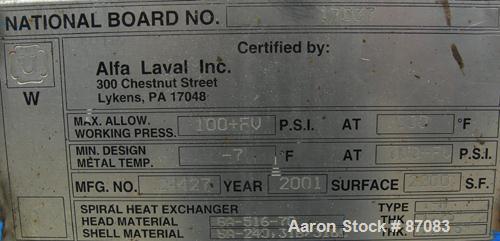 NATIONAL BOARD NO.
U
Certified by:
W
Alfa Laval Inc.
300 Chestnut Street
Lykens, PA 17048
MAX. ALLOW. WORKING PRESS. 100+FV P.S.I. AT °F
MIN. DESIGN METAL TEMP. -7 °F AT P.S.I.
MFG. NO. YEAR 2001 SURFACE S.F.
SPIRAL HEAT EXCHANGER TYPE
HEAD MATERIAL THK
SHELL MATERIAL THK
Aaron Stock # 87083